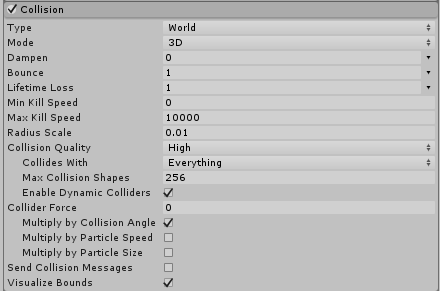 Collision
Type World
Mode 3D
Dampen 0
Bounce 1
Lifetime Loss 1
Min Kill Speed 0
Max Kill Speed 10000
Radius Scale 0.01
Collision Quality High
Collides With Everything
Max Collision Shapes 256
Enable Dynamic Colliders
Collider Force 0
Multiply by Collision Angle
Multiply by Particle Speed
Multiply by Particle Size
Send Collision Messages
Visualize Bounds